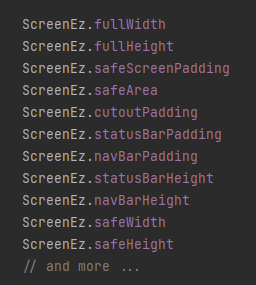 ScreenEz.fullWidth
ScreenEz.fullHeight
ScreenEz.safeScreenPadding
ScreenEz.safeArea
ScreenEz.cutoutPadding
ScreenEz.statusBarPadding
ScreenEz.navBarPadding
ScreenEz.statusBarHeight
ScreenEz.navBarHeight
ScreenEz.safeWidth
ScreenEz.safeHeight
// and more ...